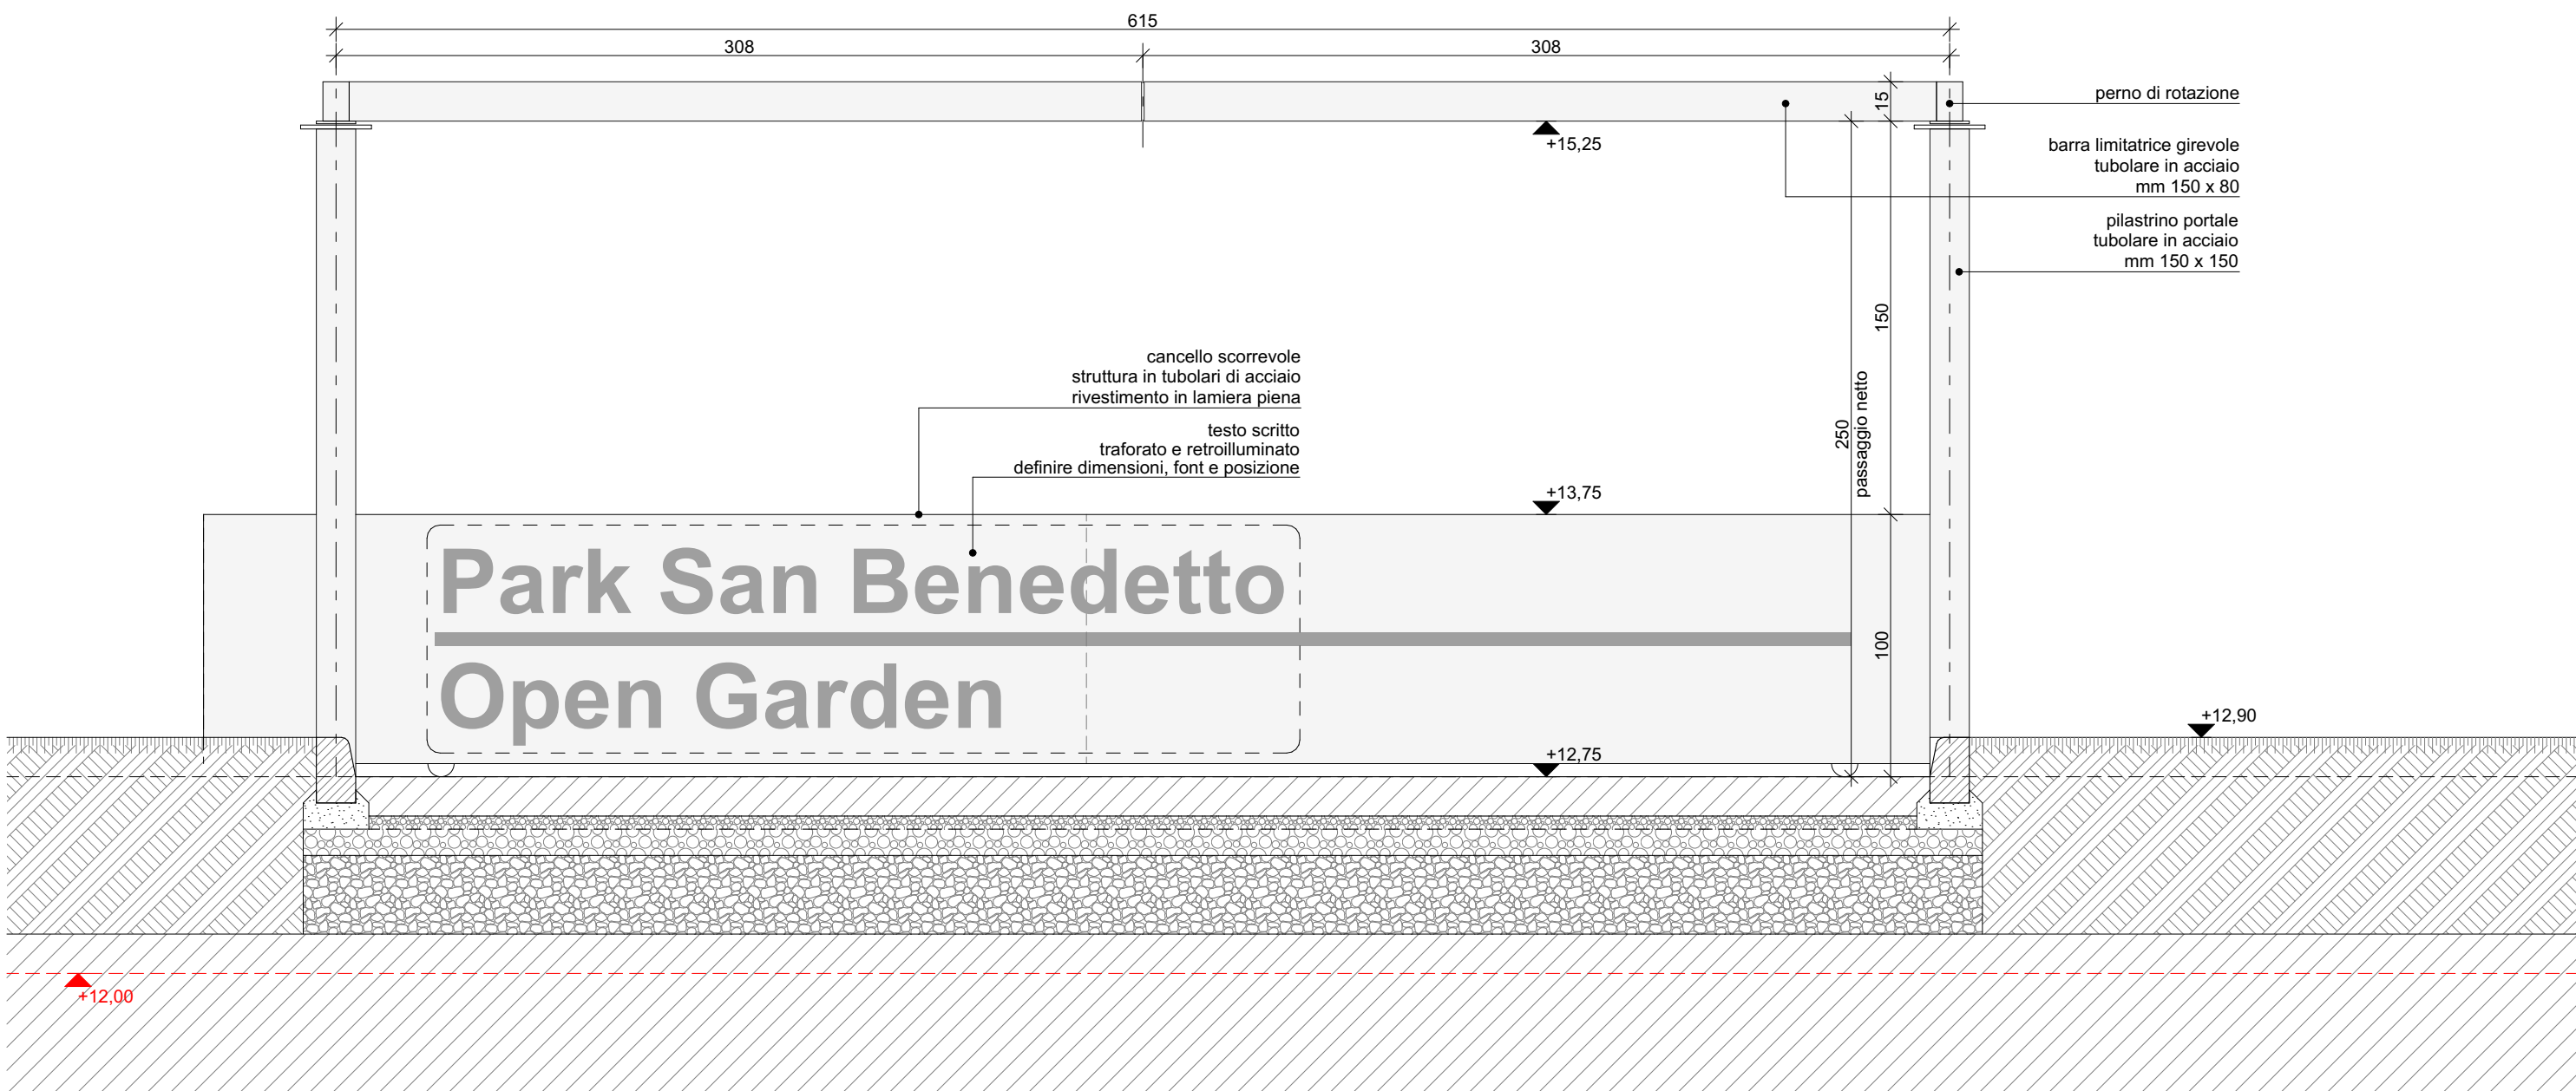 615
308
308
15
perno di rotazione
+15,25
barra limitatrice girevole
tubolare in acciaio
mm 150 x 80
pilastrino portale
tubolare in acciaio
mm 150 x 150
150
cancello scorrevole
struttura in tubolari di acciaio
rivestimento in lamiera piena
testo scritto
traforato e retroilluminato
definire dimensioni, font e posizione
250
passaggio netto
+13,75
Park San Benedetto
Open Garden
100
+12,90
+12,75
+12,00